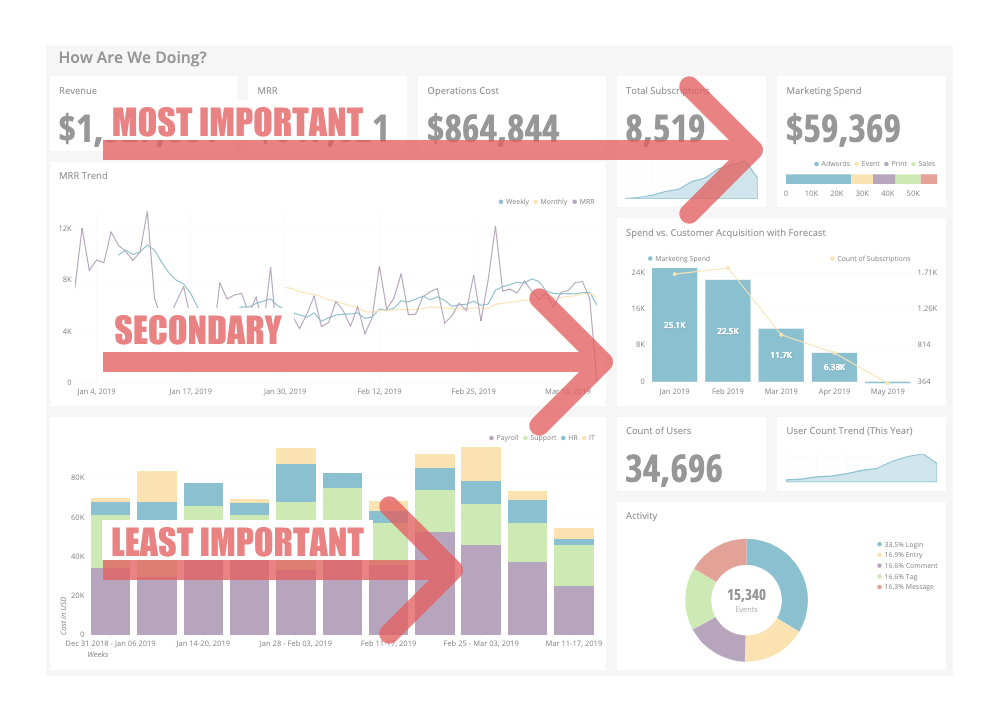 How Are We Doing?
Revenue
MRR
Operations Cost
Total Subscriptions
Marketing Spend
$1,
1
$864,844
8,519
$59,369
MOST IMPORTANT
Adwords Event Print Sales
0 10K 20K 30K 40K 50K
MRR Trend
Weekly Monthly MRR
12K
8K
4K
0
Jan 4, 2019 Jan 17, 2019 Jan 30, 2019 Feb 12, 2019 Feb 25, 2019 Mar 10, 2019
SECONDARY
Spend vs. Customer Acquisition with Forecast
Marketing Spend Count of Subscriptions
24K
16K
8K
0
1.71K
1.26K
814
364
25.1K
22.5K
11.7K
6.38K
Jan 2019 Feb 2019 Mar 2019 Apr 2019 May 2019
Payroll Support HR IT
80K
60K
40K
20K
0
Cost in USD
Dec 31 2018 - Jan 06 2019 Jan 14-20, 2019 Jan 28 - Feb 03, 2019 Feb 11-17, 2019 Feb 25 - Mar 03, 2019 Mar 11-17, 2019
Weeks
LEAST IMPORTANT
Count of Users
34,696
User Count Trend (This Year)
Activity
15,340
Events
33.5% Login
16.9% Entry
16.6% Comment
16.6% Tag
16.3% Message